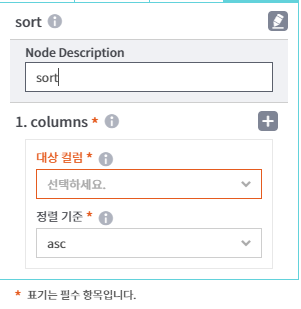 sort
Node Description
sort
1. columns *
대상 컬럼 *
선택하세요.
정렬 기준 *
asc
* 표기는 필수 항목입니다.